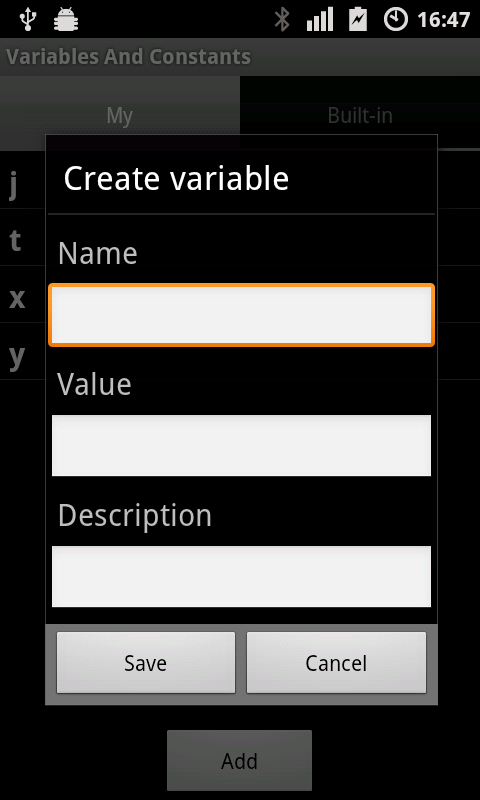 16:47
Variables And Constants
My
Built-in
j
t
x
y
Create variable
Name
Value
Description
Save
Cancel
Add